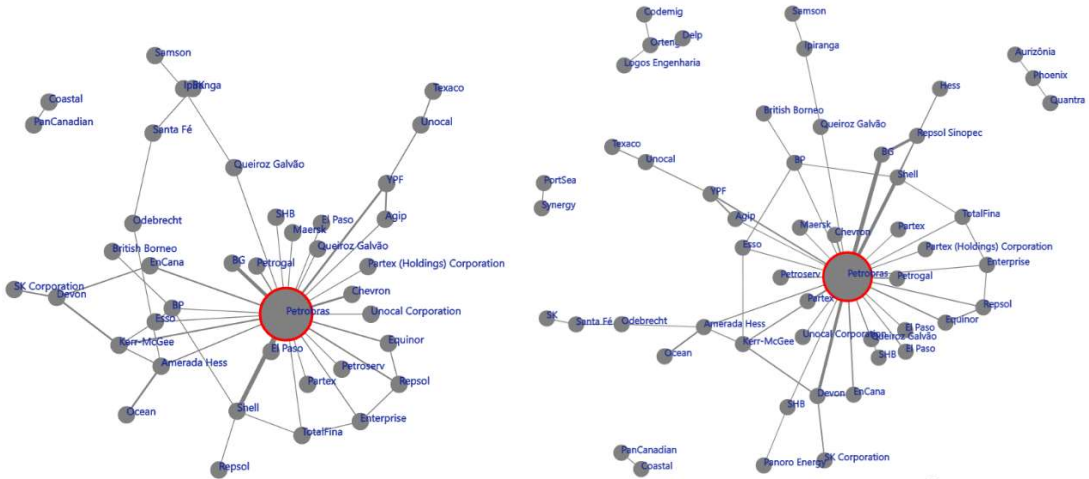 Samson
Ipiranga
SK
Coastal
PanCanadian
Santa Fé
Texaco
Unocal
Queiroz Galvão
YPF
Odebrecht
SHB
El Paso
Agip
Maersk
Queiroz Galvão
British Borneo
EnCana
BG
Petrogal
Partex (Holdings) Corporation
SK Corporation
Devon
Chevron
BP
Petrobras
Unocal Corporation
Esso
Kerr-McGee
Equinor
El Paso
Amerada Hess
Petroserv
Partex
Repsol
Ocean
Shell
Enterprise
TotalFina
Repsol
Codemig
Orteng
Delp
Logos Engenharia
Samson
Ipiranga
Aurizônia
Phoenix
Quantra
Hess
British Borneo
Queiroz Galvão
Repsol Sinopec
Texaco
Unocal
BP
BG
Shell
PortSea
Synergy
YPF
Agip
TotalFina
Maersk
Chevron
Partex
Esso
Partex (Holdings) Corporation
Petroserv
Petrobras
Petrogal
Enterprise
Partex
Repsol
SK
Santa Fé
Odebrecht
Amerada Hess
Unocal Corporation
El Paso
Equinor
Kerr-McGee
Queiroz Galvão
Ocean
SHB
El Paso
Devon
EnCana
SHB
PanCanadian
Coastal
Panoro Energy
SK Corporation